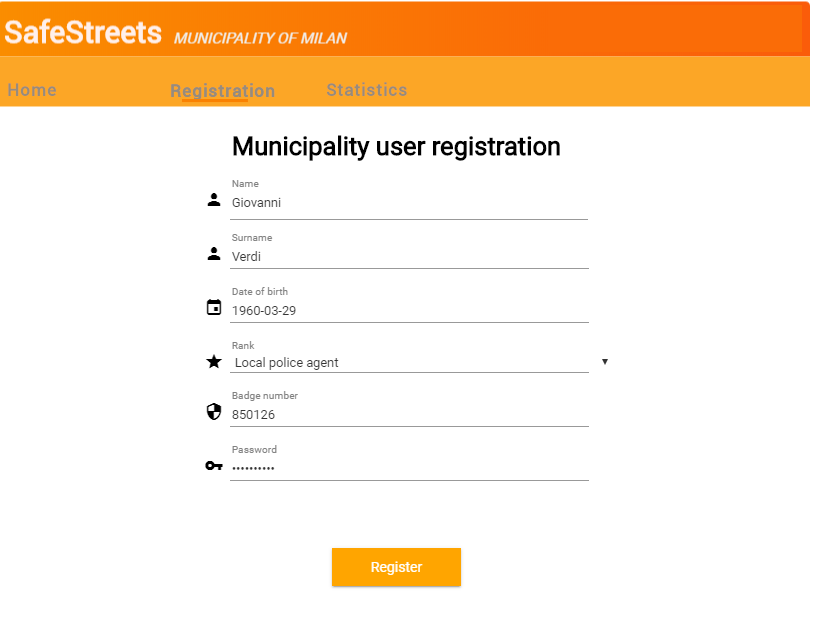 SafeStreets MUNICIPALITY OF MILAN
Home Registration Statistics
Municipality user registration
Name
Giovanni
Surname
Verdi
Date of birth
1960-03-29
Rank
Local police agent
Badge number
850126
Password
••••••••••
Register